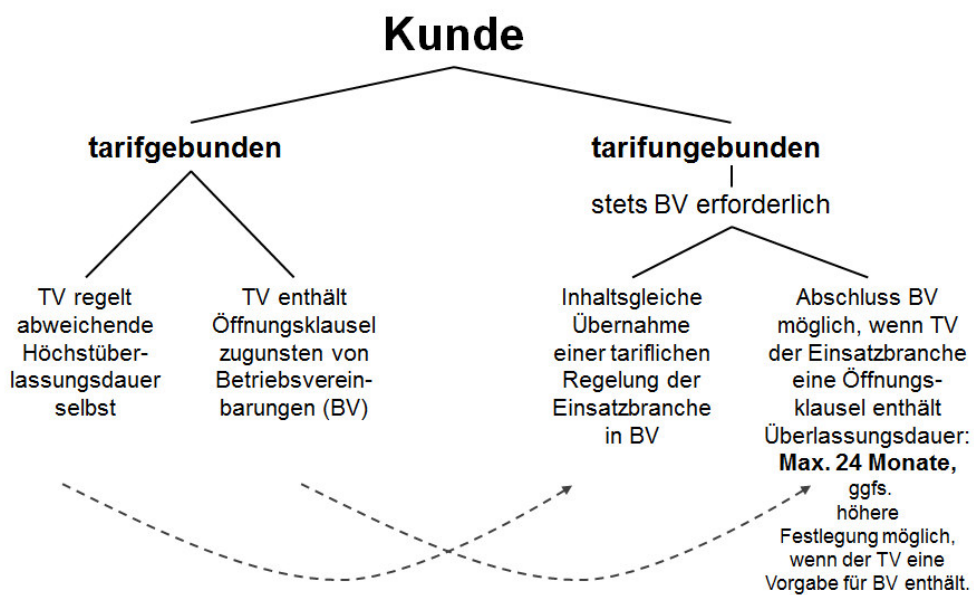 Kunde
tarifgebunden
TV regelt
abweichende
Höchstüber-
lassungsdauer
selbst
TV enthält
Öffnungsklausel
zugunsten von
Betriebsverein-
barungen (BV)
tarifungebunden
stets BV erforderlich
Inhaltsgleiche
Übernahme
einer tariflichen
Regelung der
Einsatzbranche
in BV
Abschluss BV
möglich, wenn TV
der Einsatzbranche
eine Öffnungs-
klausel enthält
Überlassungsdauer:
Max. 24 Monate,
ggfs.
höhere
Festlegung möglich,
wenn der TV eine
Vorgabe für BV enthält.